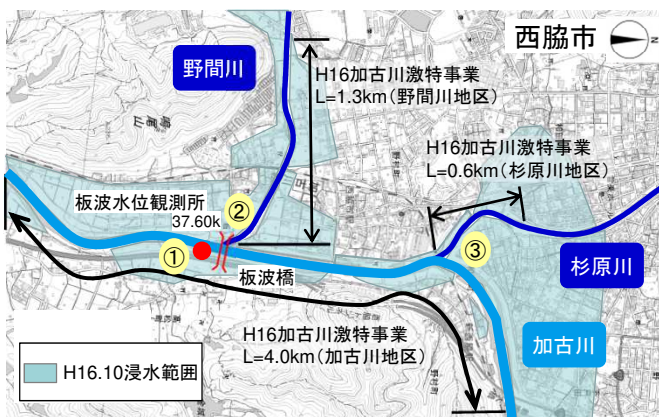 西脇市
N
野間川
H16加古川激特事業
L=1.3km(野間川地区)
H16加古川激特事業
L=0.6km(杉原川地区)
板波水位観測所
37.60k
②
①
③
板波橋
杉原川
H16加古川激特事業
L=4.0km(加古川地区)
加古川
H16.10浸水範囲